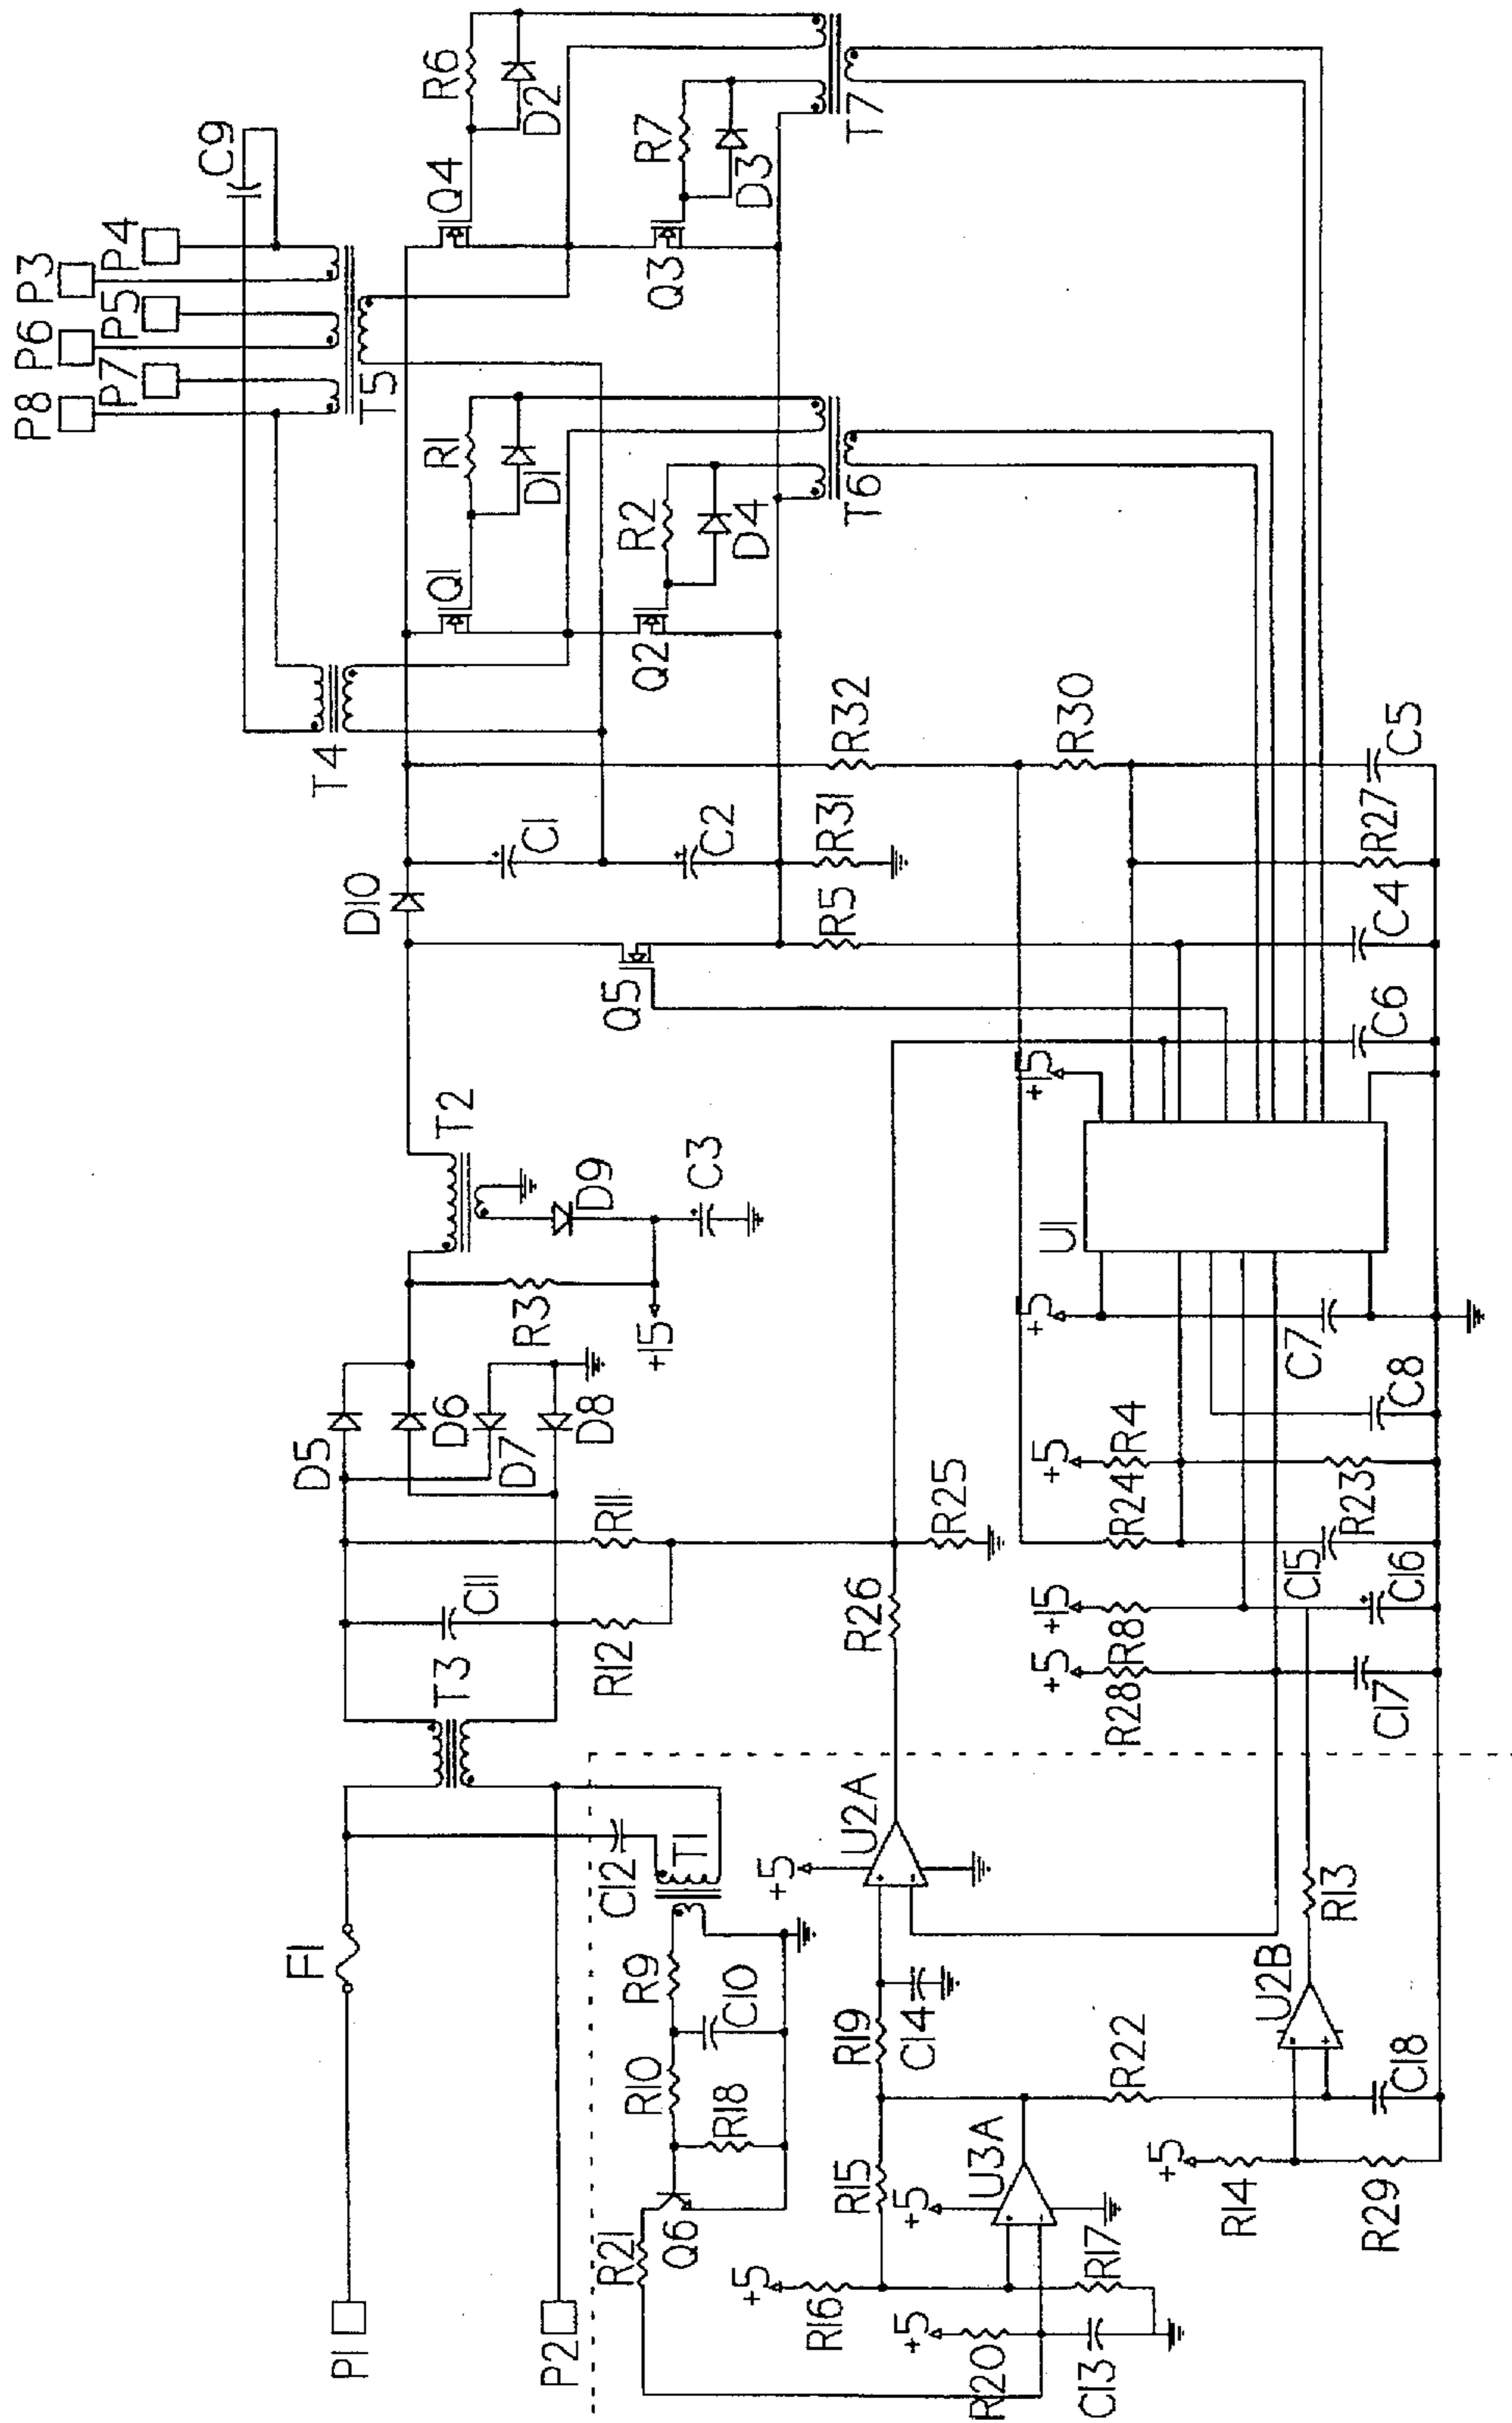 P8
P7
P6
P5
P3
P4
C9
T5
T4
R6
D2
Q4
R7
D3
Q3
T7
R1
D1
Q1
R2
D4
Q2
T6
R32
R30
C5
D10
C1
C2
R31
R27
R5
C4
Q5
C6
+15
T2
D9
C3
R3
+15
U1
+5
C7
C8
D5
D6
D7
D8
R11
C11
R12
R25
R26
+5
R4
R24
R23
C15
+15
R8
C16
+5
R28
C17
T3
F1
P1
P2
C12
T1
R9
C10
R10
R18
Q6
R21
U2A
+5
R19
C14
R15
U3A
+5
+5
R16
R17
+5
R20
C13
R22
U2B
R13
C18
+5
R14
R29